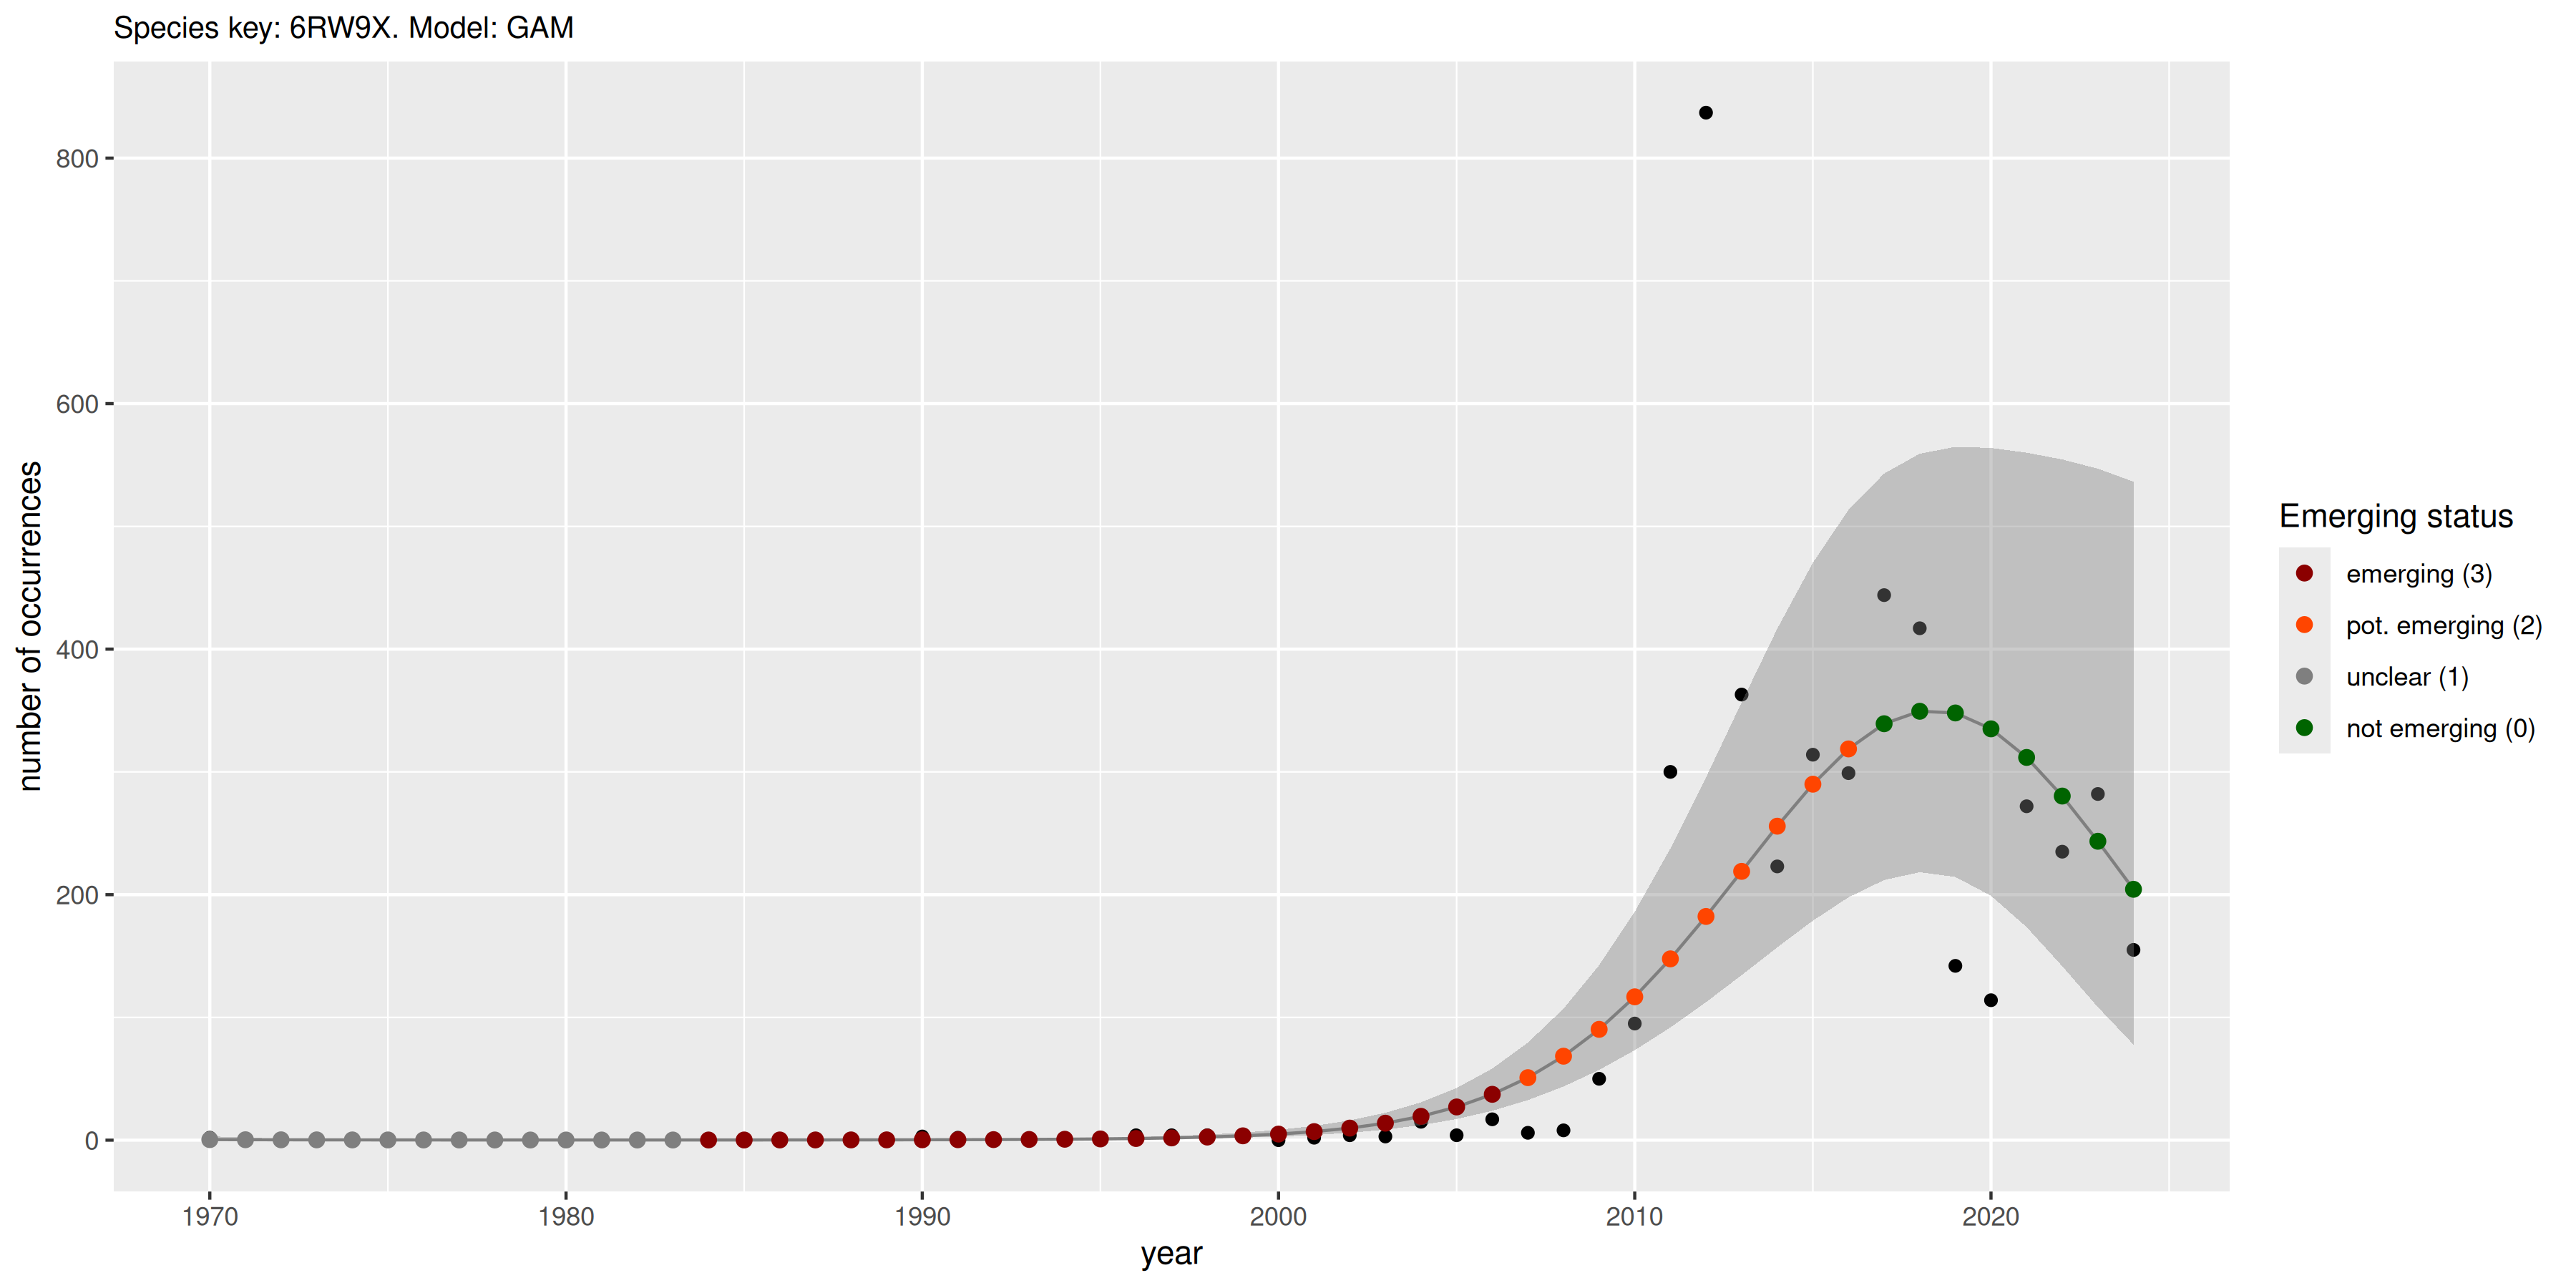 Species key: 6RW9X. Model: GAM
number of occurrences
800
600
400
200
0
1970 1980 1990 2000 2010 2020
year
Emerging status
emerging (3)
pot. emerging (2)
unclear (1)
not emerging (0)